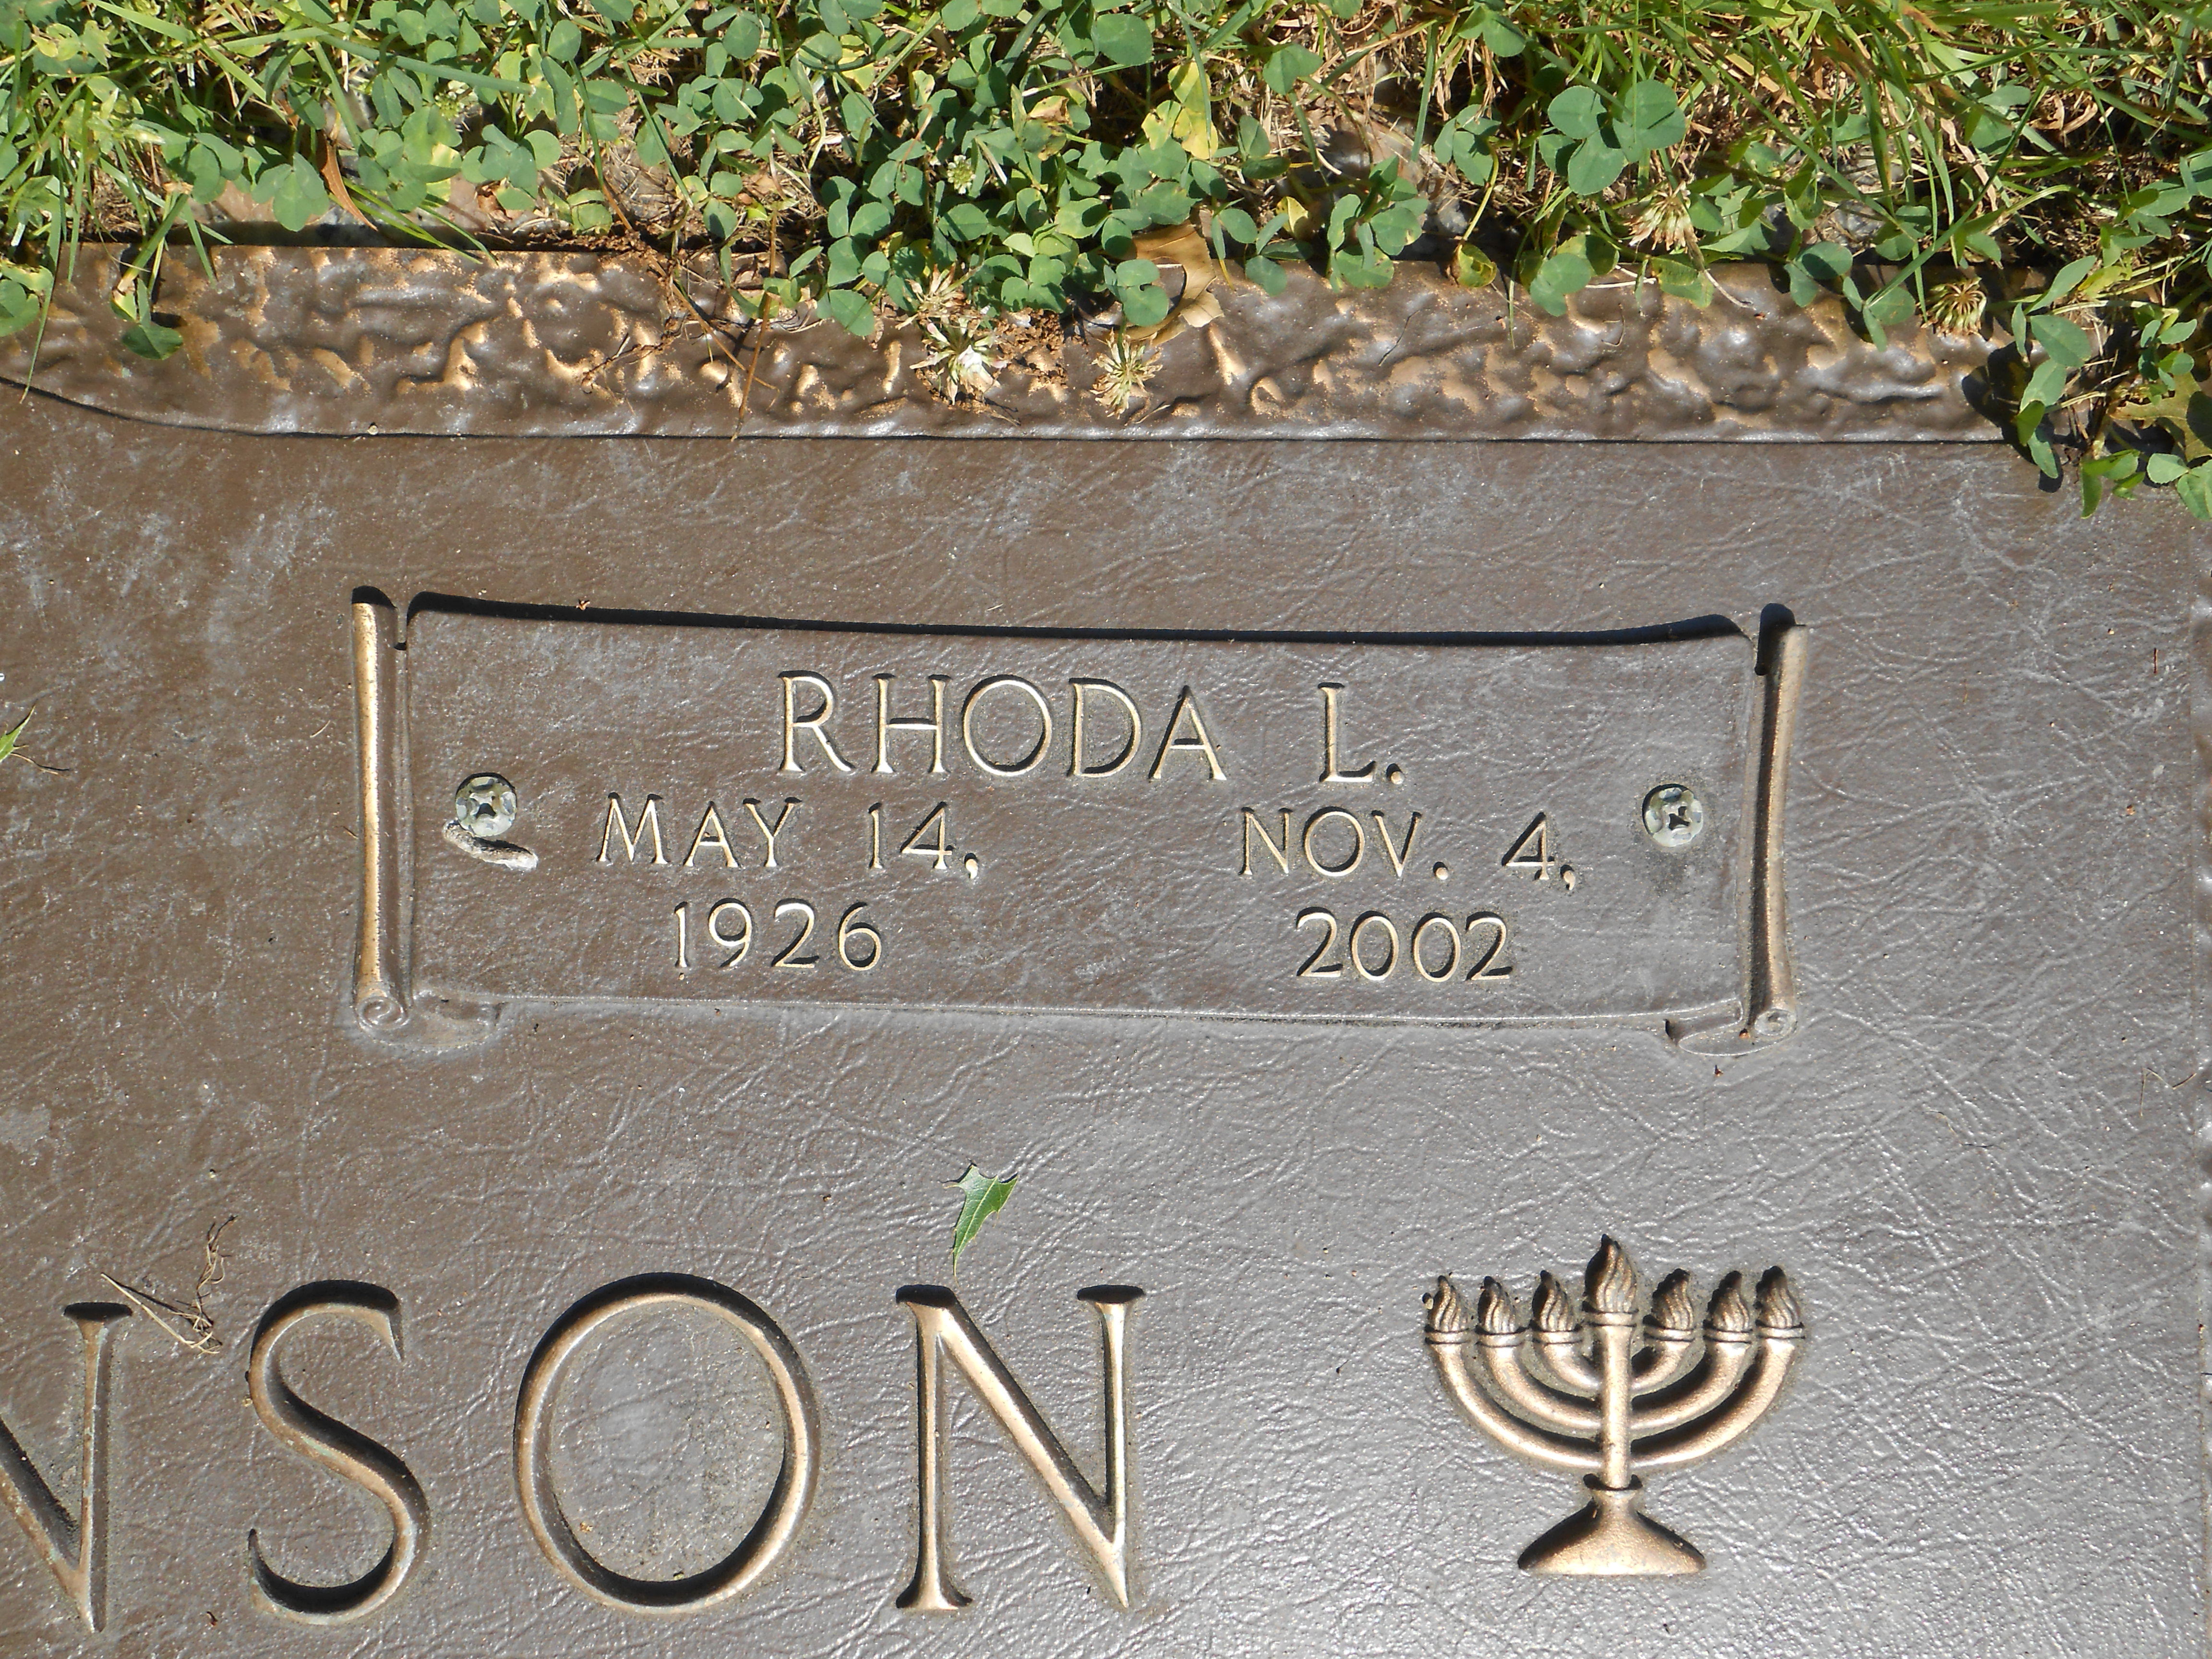 RHODA L.
MAY 14, NOV. 4,
1926 2002
NSON